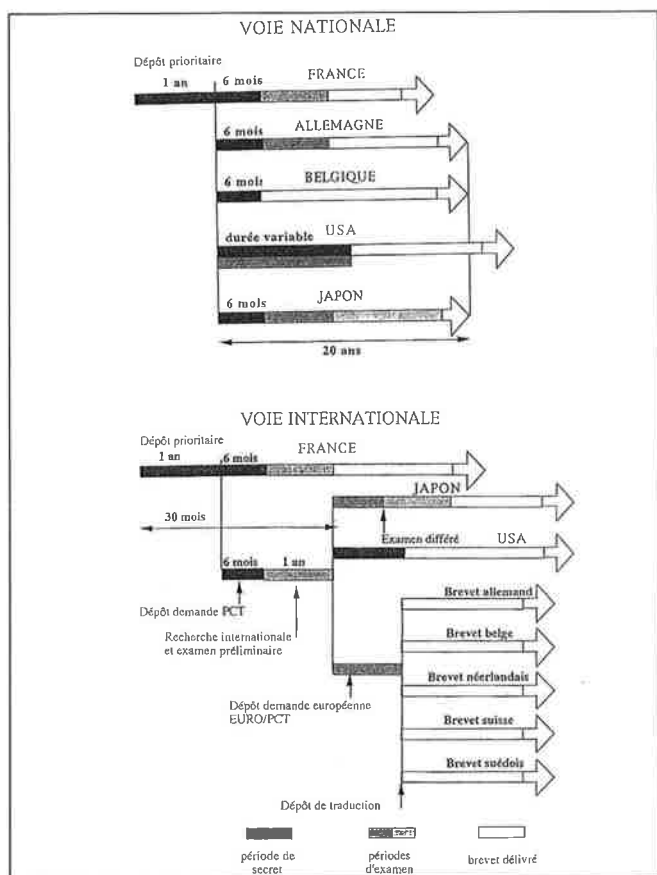 VOIE NATIONALE
Dépôt prioritaire
1 an
6 mois
FRANCE
6 mois
ALLEMAGNE
6 mois
BELGIQUE
durée variable
USA
6 mois
JAPON
20 ans
VOIE INTERNATIONALE
Dépôt prioritaire
1 an
6 mois
FRANCE
JAPON
30 mois
Examen différé
USA
6 mois
1 an
Dépôt demande PCT
Recherche internationale
et examen préliminaire
Brevet allemand
Brevet belge
Brevet néerlandais
Dépôt demande européenne
EURO/PCT
Brevet suisse
Brevet suédois
Dépôt de traduction
période de
secret
périodes
d'examen
brevet délivré